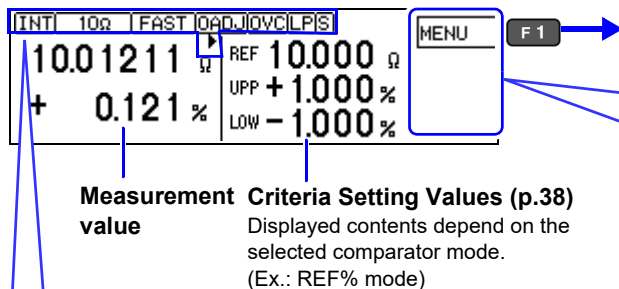 INT 10Ω FAST 0ADJ OVC LP S
MENU
F 1
10.01211 Ω
+ 0.121 %
REF 10.000 Ω
UPP + 1.000 %
LOW − 1.000 %
Measurement value
Criteria Setting Values (p.38)
Displayed contents depend on the
selected comparator mode.
(Ex.: REF% mode)